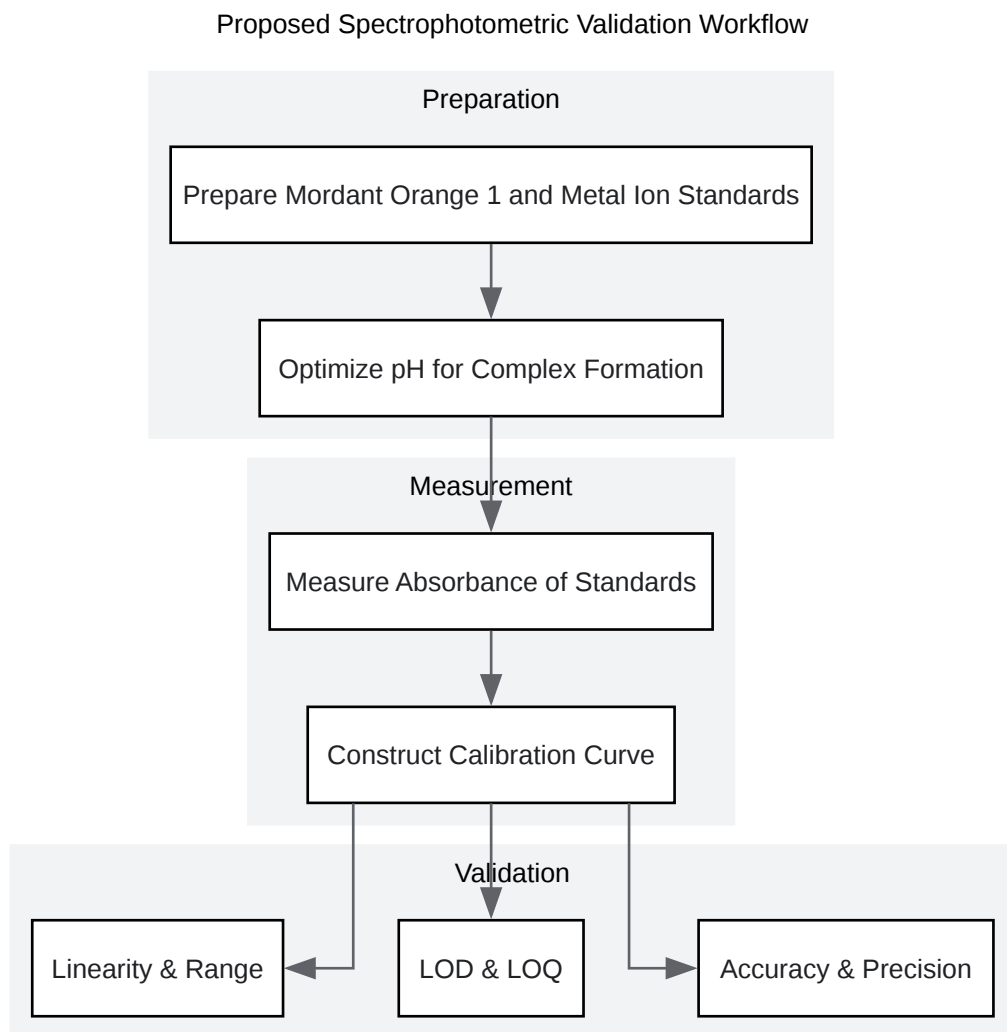 Proposed Spectrophotometric Validation Workflow
Preparation
Prepare Mordant Orange 1 and Metal Ion Standards
Optimize pH for Complex Formation
Measurement
Measure Absorbance of Standards
Construct Calibration Curve
Validation
Linearity & Range
LOD & LOQ
Accuracy & Precision